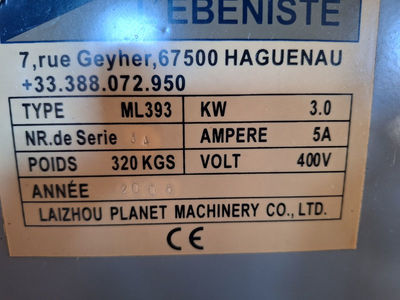 L'EBENISTE
7,rue Geyher,67500 HAGUENAU
+33.388.072.950
TYPE ML393 KW 3.0
NR.de Serie AMPERE 5A
POIDS 320 KGS VOLT 400V
ANNÉE
LAIZHOU PLANET MACHINERY CO., LTD.
CE